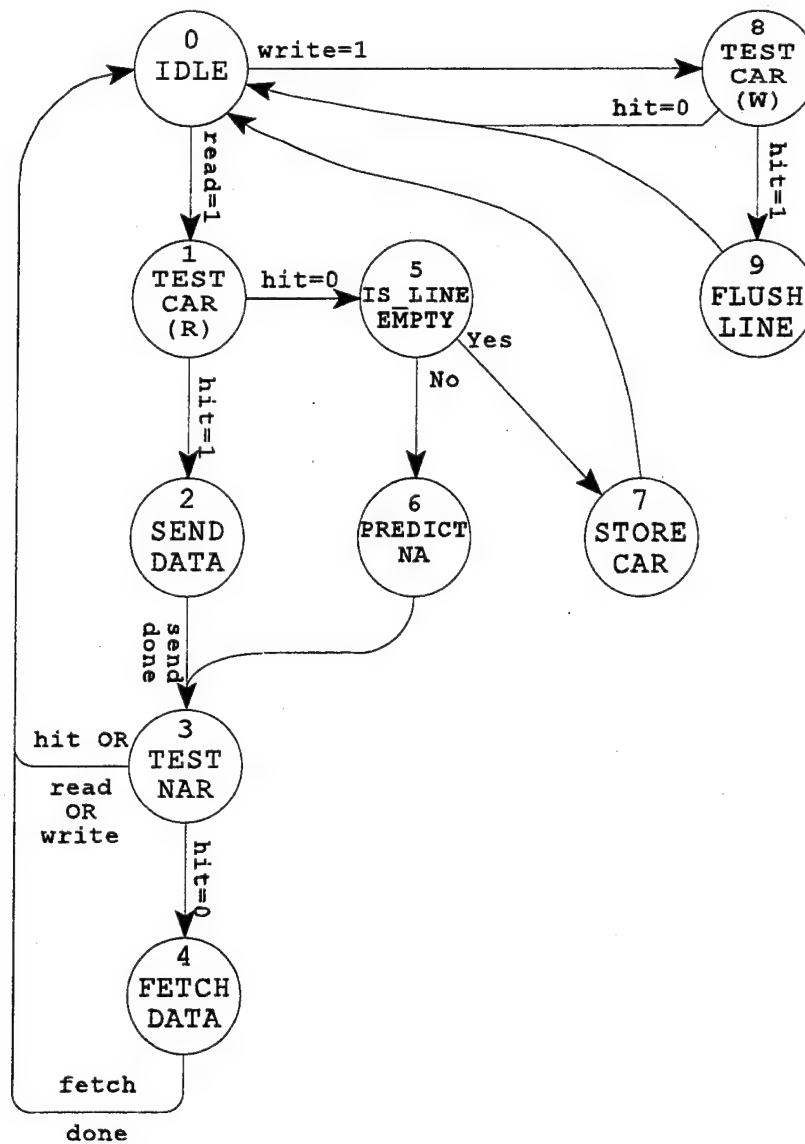 0
IDLE
write=1
8
TEST
CAR
(W)
hit=0
read=1
hit=1
1
TEST
CAR
(R)
hit=0
5
IS_LINE
EMPTY
Yes
No
9
FLUSH
LINE
hit=1
2
SEND
DATA
6
PREDICT
NA
7
STORE
CAR
send
done
3
TEST
NAR
hit OR
read
OR
write
hit=0
4
FETCH
DATA
fetch
done